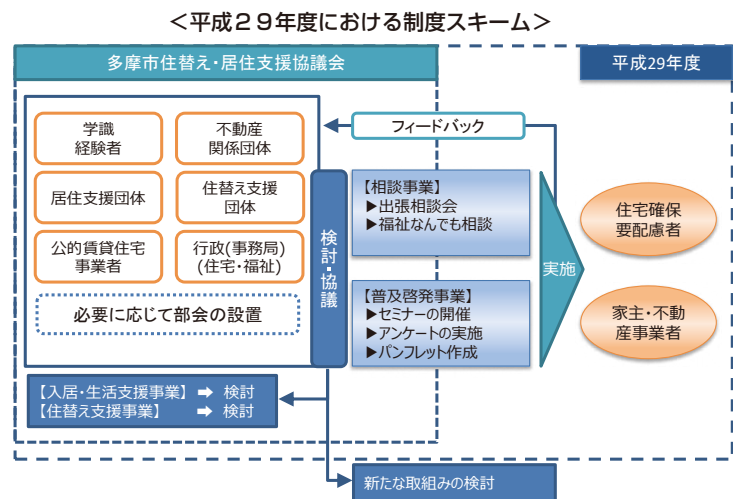 ＜平成２９年度における制度スキーム＞
多摩市住替え・居住支援協議会
平成29年度
学識
経験者
不動産
関係団体
居住支援団体
住替え支援
団体
公的賃貸住宅
事業者
行政(事務局)
(住宅・福祉)
必要に応じて部会の設置
検討・協議
フィードバック
【相談事業】
▶出張相談会
▶福祉なんでも相談
【普及啓発事業】
▶セミナーの開催
▶アンケートの実施
▶パンフレット作成
実施
住宅確保
要配慮者
家主・不動
産事業者
【入居・生活支援事業】 ➡ 検討
【住替え支援事業】 ➡ 検討
新たな取組みの検討